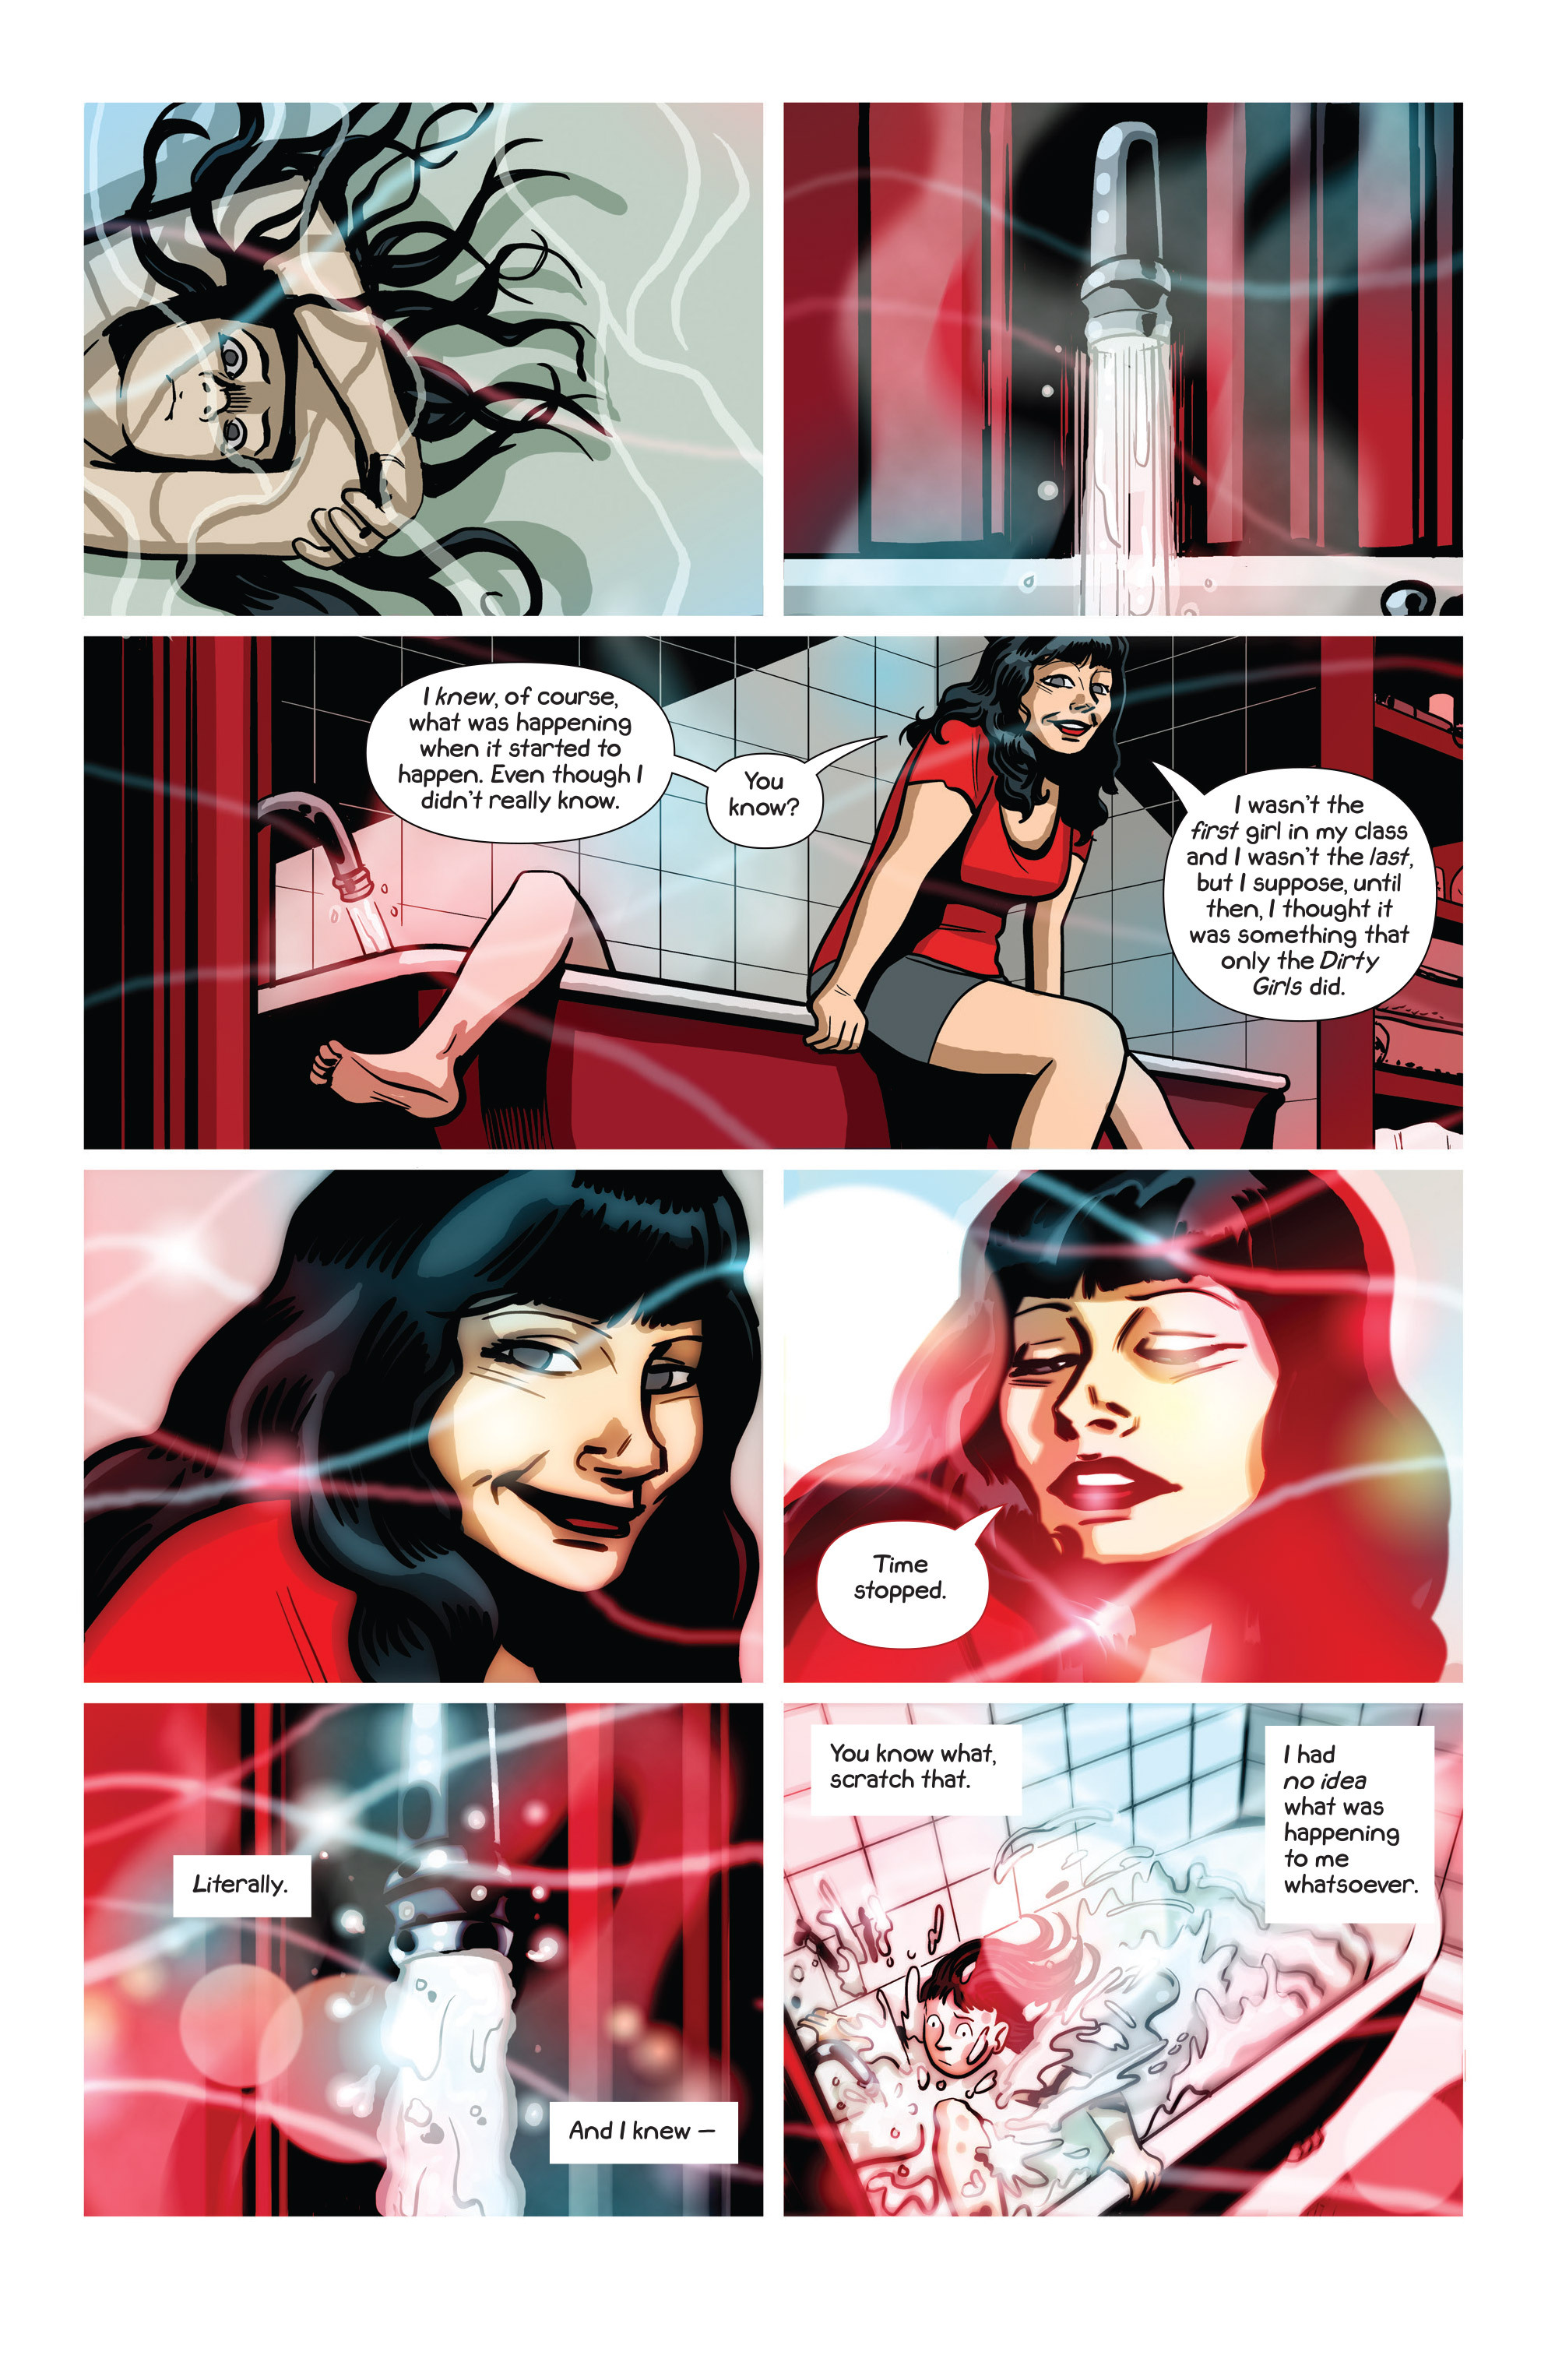 I knew, of course,
what was happening
when it started to
happen. Even though I
didn't really know.
You
know?
I wasn't the
first girl in my class
and I wasn't the last,
but I suppose, until
then, I thought it
was something that
only the Dirty
Girls did.
Time
stopped.
Literally.
And I knew —
You know what,
scratch that.
I had
no idea
what was
happening
to me
whatsoever.